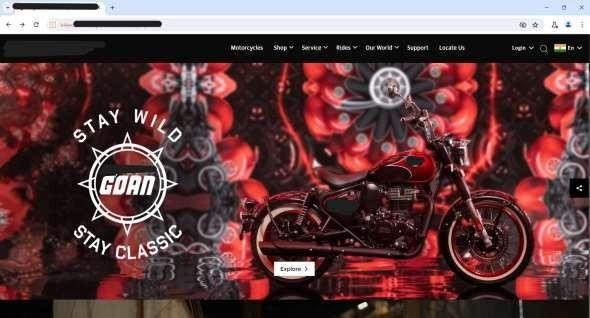 Motorcycles Shop Service Rides Our World Support Locate Us Login En
STAY WILD
GOAN
STAY CLASSIC
Explore